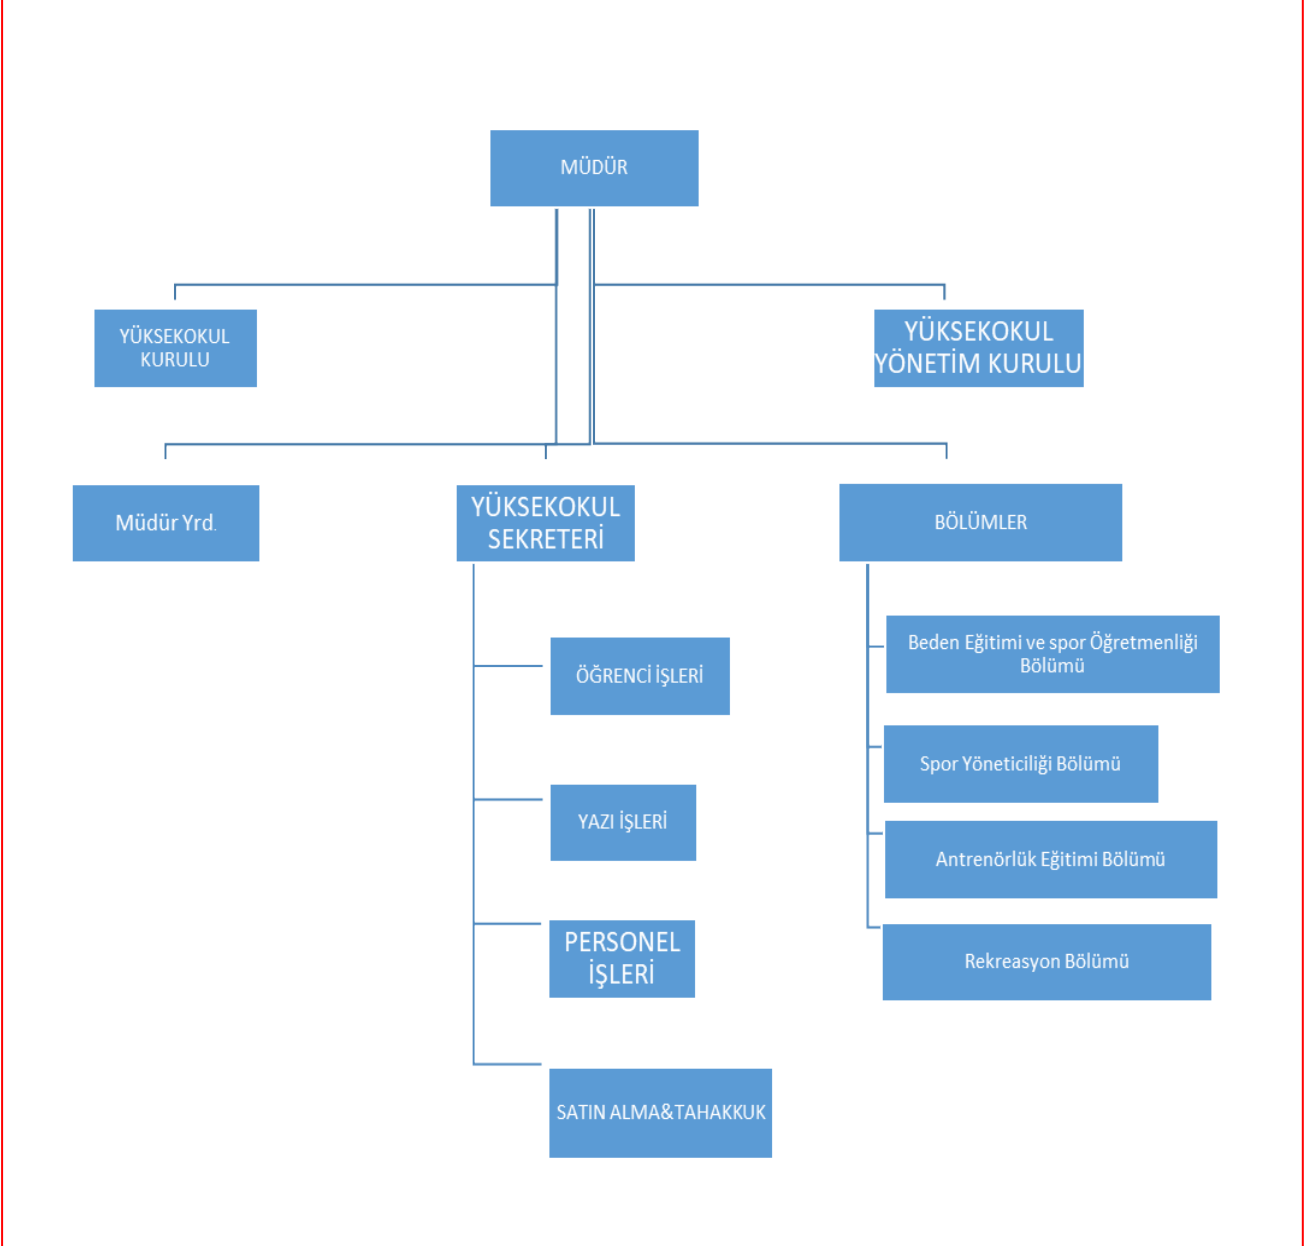 MÜDÜR
YÜKSEKOKUL
KURULU
YÜKSEKOKUL
YÖNETİM KURULU
Müdür Yrd.
YÜKSEKOKUL
SEKRETERİ
BÖLÜMLER
ÖĞRENCİ İŞLERİ
YAZI İŞLERİ
PERSONEL
İŞLERİ
SATIN ALMA&TAHAKKUK
Beden Eğitimi ve spor Öğretmenliği
Bölümü
Spor Yöneticiliği Bölümü
Antrenörlük Eğitimi Bölümü
Rekreasyon Bölümü